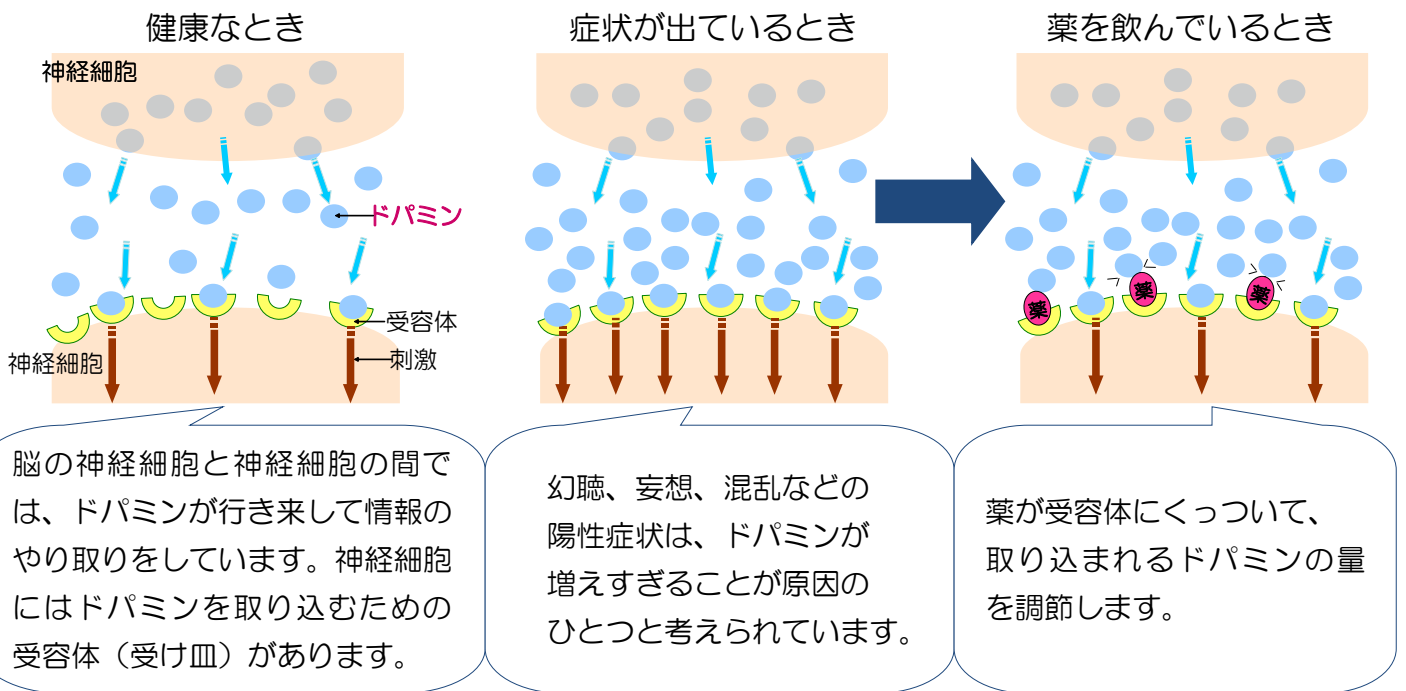 健康なとき
神経細胞
ドパミン
受容体
神経細胞
刺激
脳の神経細胞と神経細胞の間で
は、ドパミンが行き来して情報の
やり取りをしています。神経細胞
にはドパミンを取り込むための
受容体（受け皿）があります。
症状が出ているとき
幻聴、妄想、混乱などの
陽性症状は、ドパミンが
増えすぎることが原因の
ひとつと考えられています。
薬を飲んでいるとき
薬
薬
薬
薬が受容体にくっついて、
取り込まれるドパミンの量
を調節します。